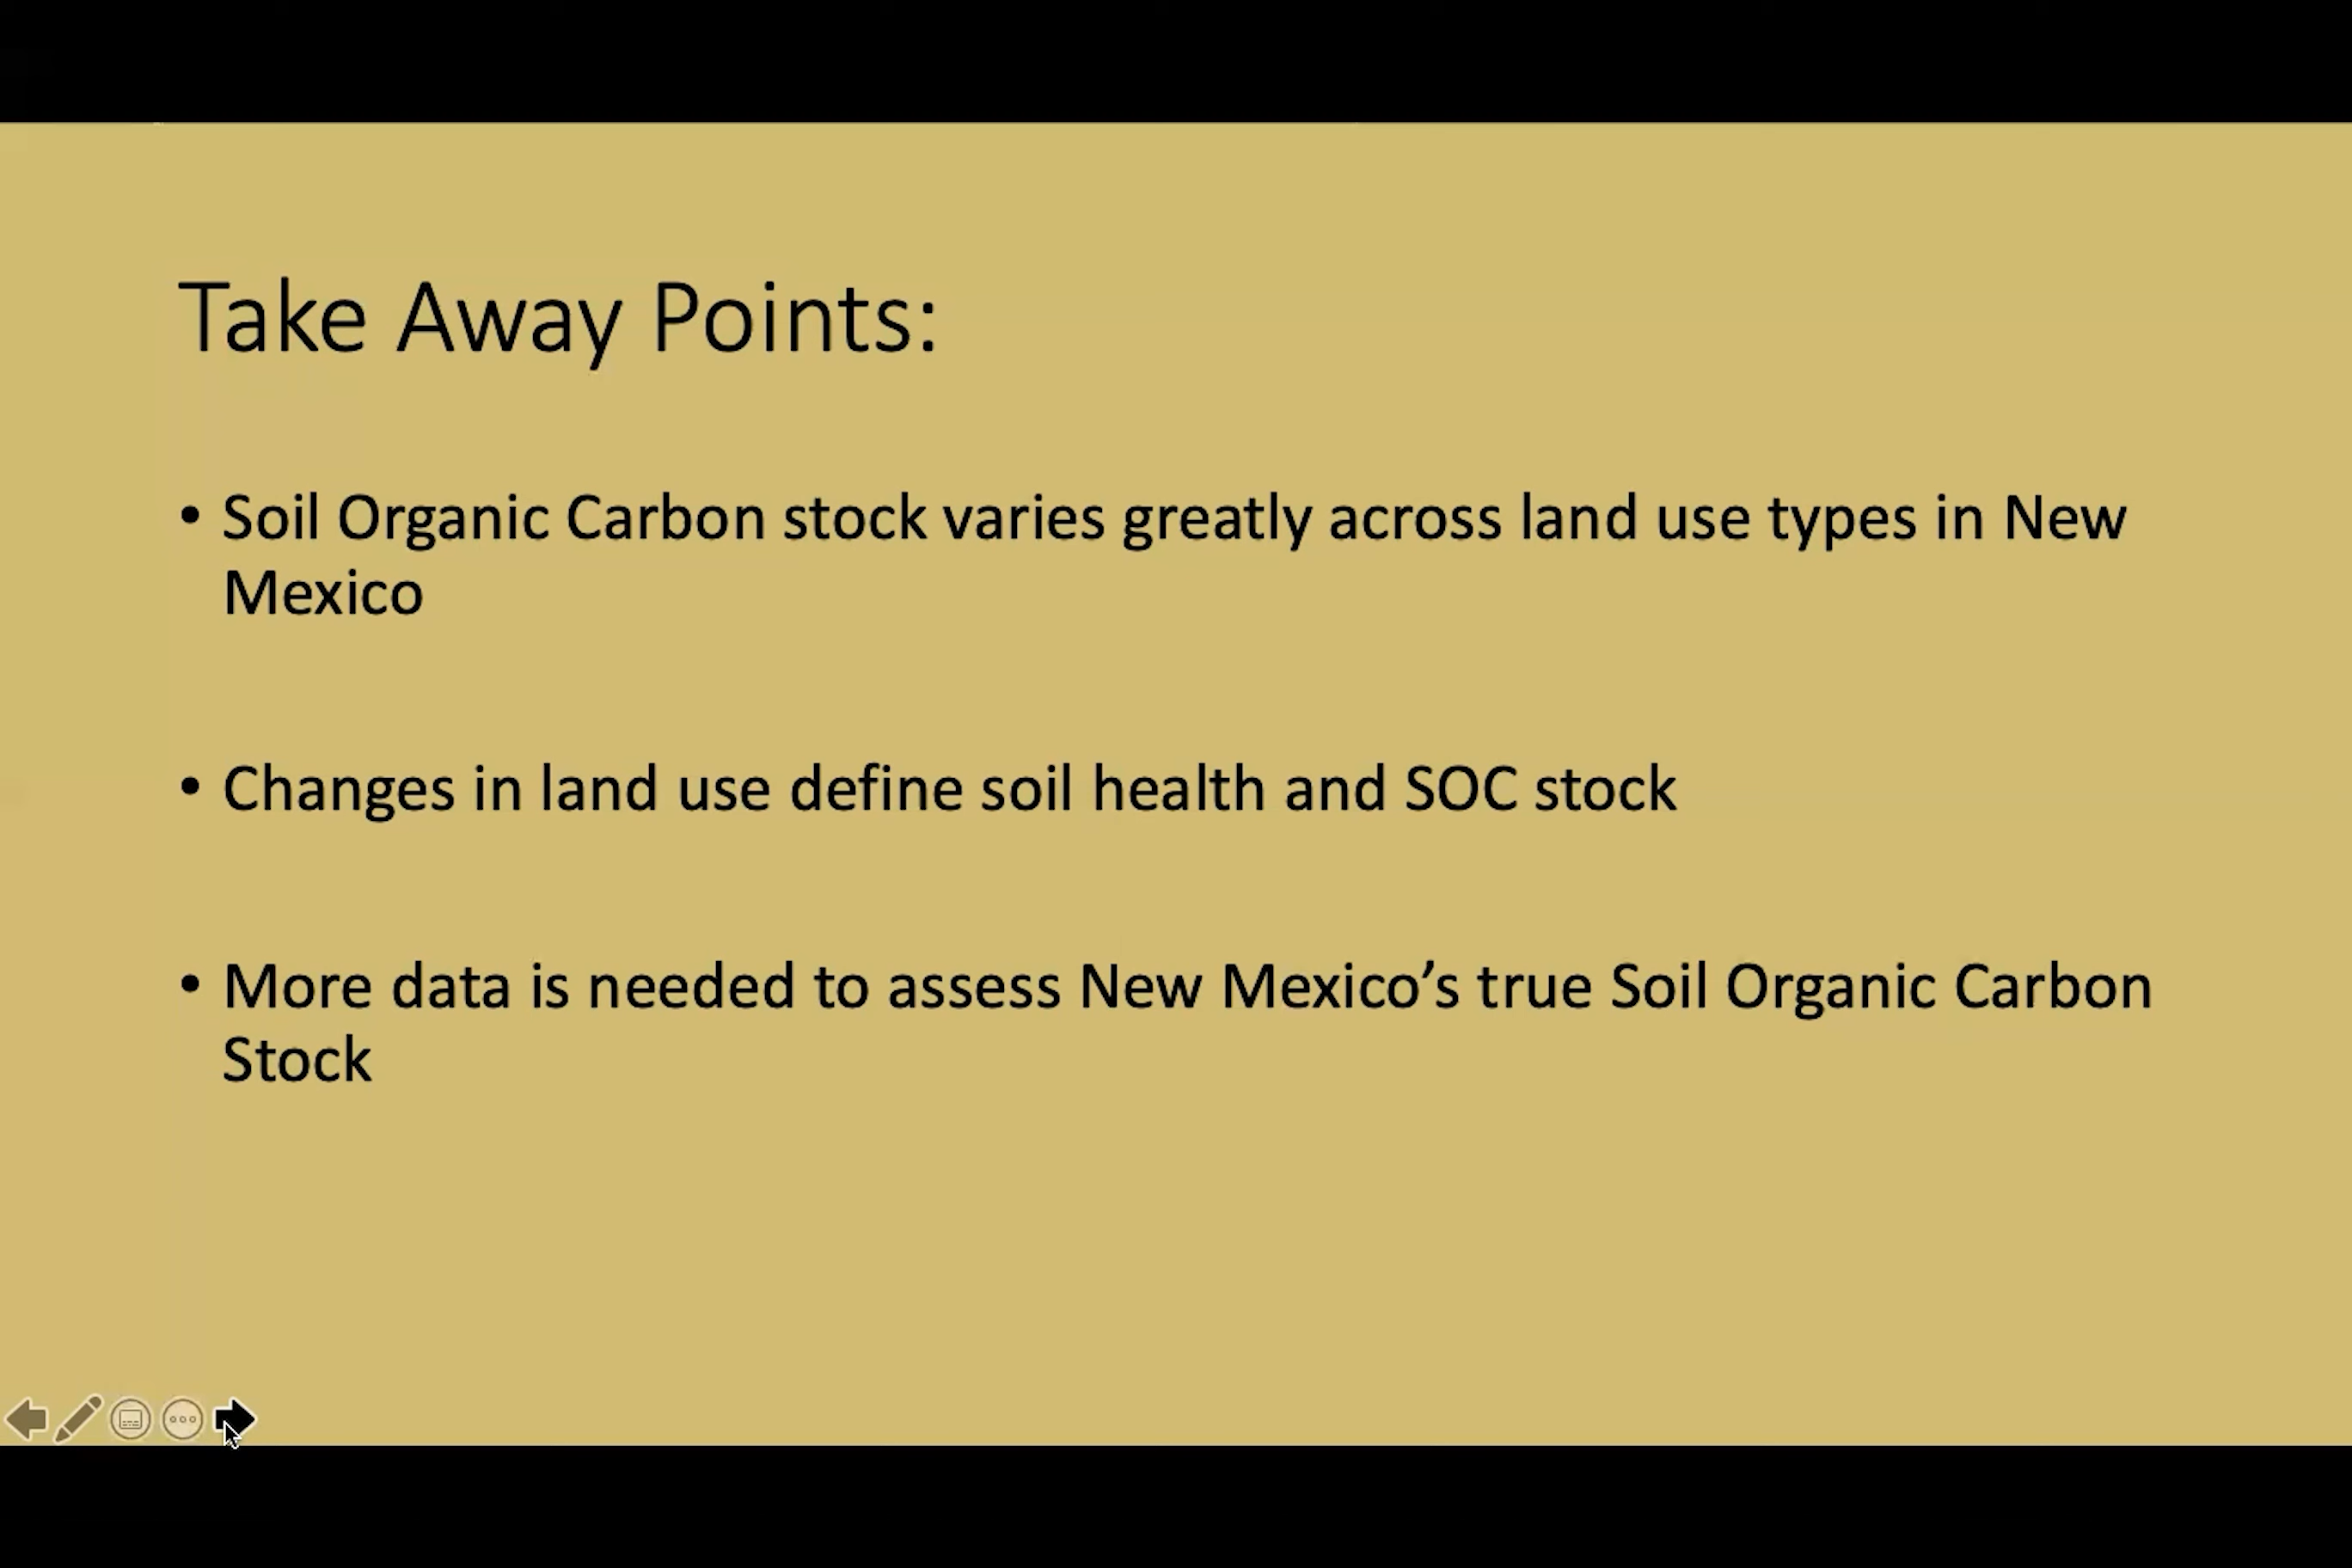 Take Away Points:
• Soil Organic Carbon stock varies greatly across land use types in New
Mexico
• Changes in land use define soil health and SOC stock
• More data is needed to assess New Mexico’s true Soil Organic Carbon
Stock